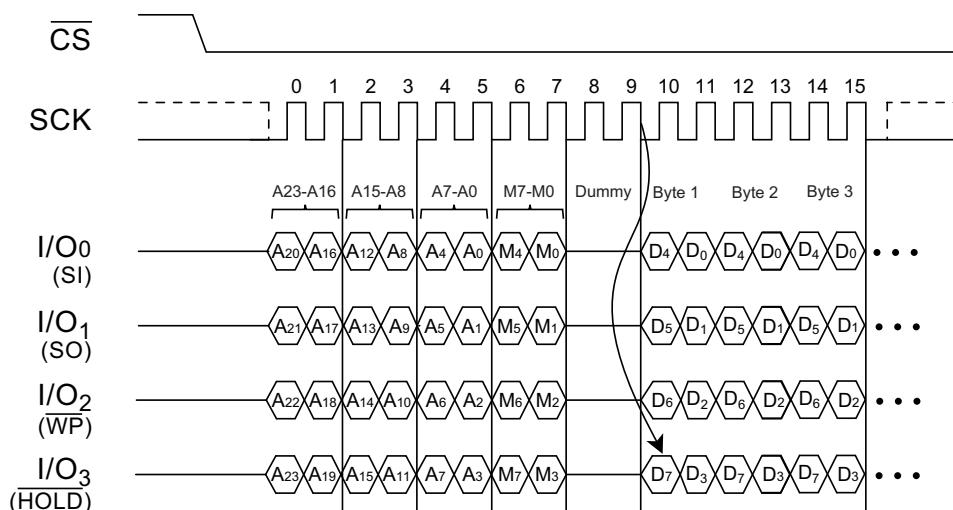 CS
0 1 2 3 4 5 6 7 8 9 10 11 12 13 14 15
SCK
A23-A16 A15-A8 A7-A0 M7-M0 Dummy Byte 1 Byte 2 Byte 3
I/O0 A20 A16 A12 A8 A4 A0 M4 M0 D4 D0 D4 D0 D4 D0 • • •
(SI)
I/O1 A21 A17 A13 A9 A5 A1 M5 M1 D5 D1 D5 D1 D5 D1 • • •
(SO)
I/O2 A22 A18 A14 A10 A6 A2 M6 M2 D6 D2 D6 D2 D6 D2 • • •
(WP)
I/O3 A23 A19 A15 A11 A7 A3 M7 M3 D7 D3 D7 D3 D7 D3 • • •
(HOLD)